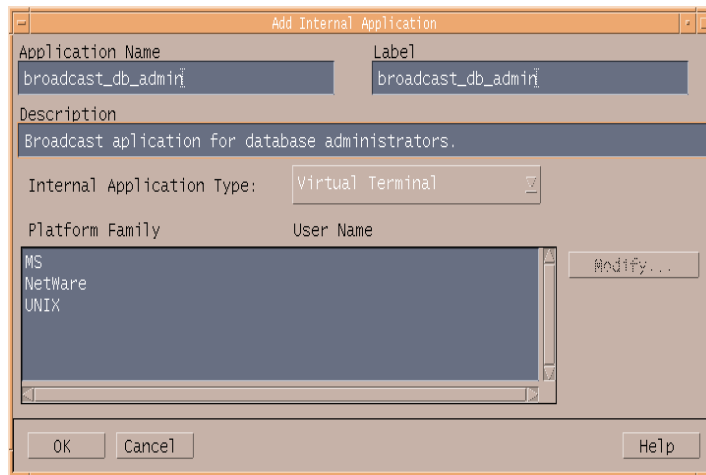 Add Internal Application
Application Name Label
broadcast_db_admin broadcast_db_admin
Description
Broadcast aplication for database administrators.
Internal Application Type: Virtual Terminal
Platform Family User Name
MS
NetWare
UNIX
Modify...
OK Cancel Help